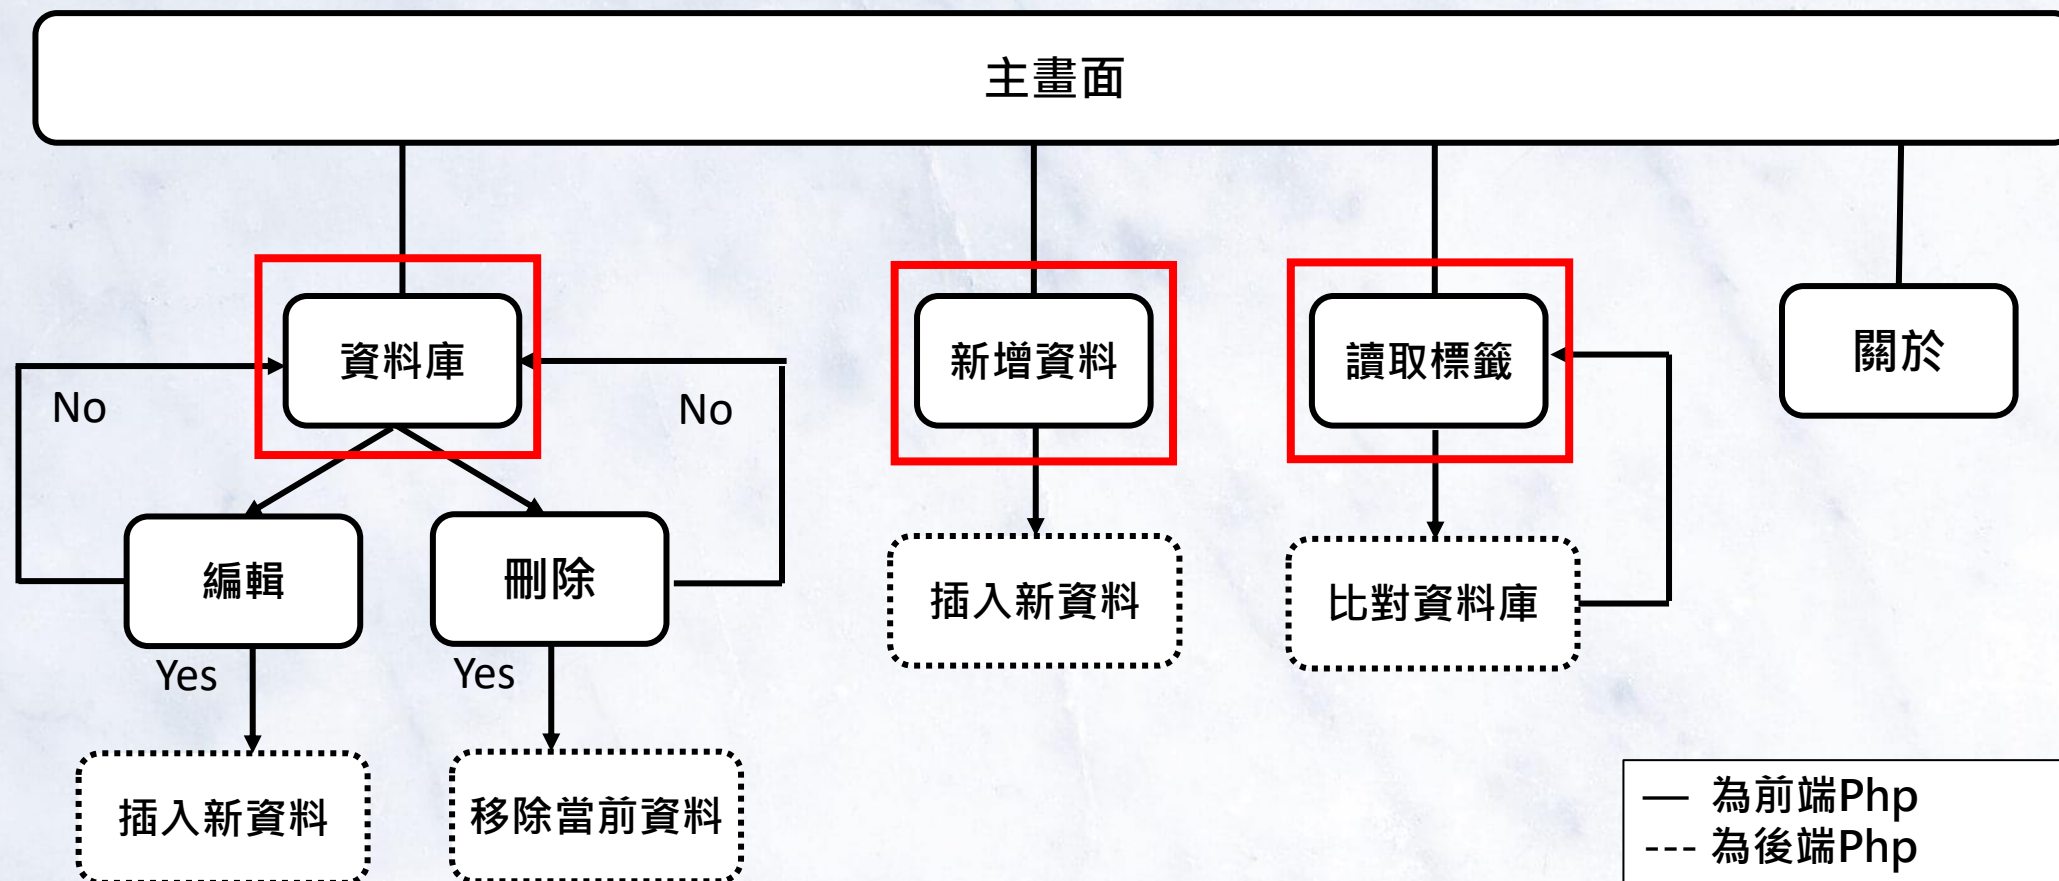 主畫面
資料庫
新增資料
讀取標籤
關於
No
No
編輯
刪除
插入新資料
比對資料庫
Yes
Yes
插入新資料
移除當前資料
— 為前端Php
--- 為後端Php